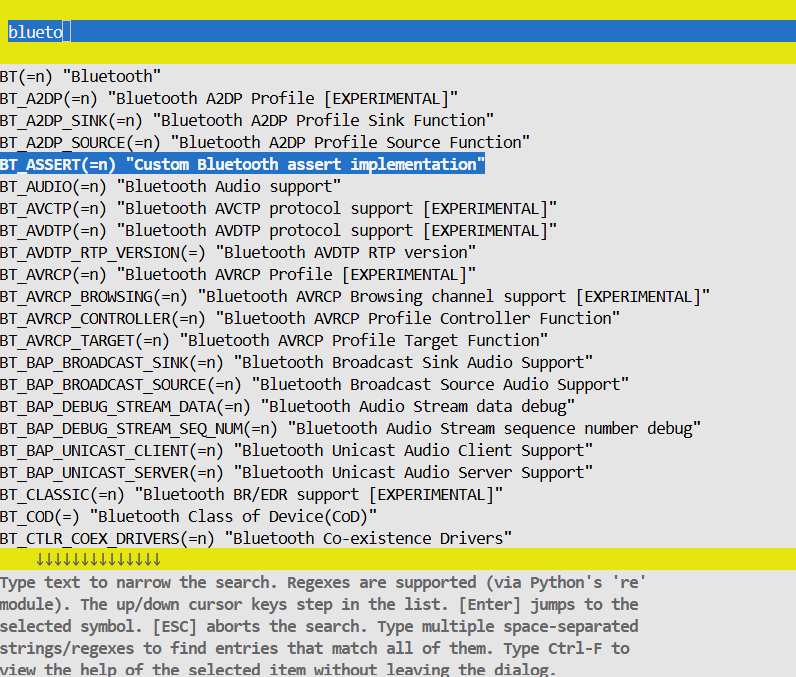 blueto
BT(=n) "Bluetooth"
BT_A2DP(=n) "Bluetooth A2DP Profile [EXPERIMENTAL]"
BT_A2DP_SINK(=n) "Bluetooth A2DP Profile Sink Function"
BT_A2DP_SOURCE(=n) "Bluetooth A2DP Profile Source Function"
BT_ASSERT(=n) "Custom Bluetooth assert implementation"
BT_AUDIO(=n) "Bluetooth Audio support"
BT_AVCTP(=n) "Bluetooth AVCTP protocol support [EXPERIMENTAL]"
BT_AVDTP(=n) "Bluetooth AVDTP protocol support [EXPERIMENTAL]"
BT_AVDTP_RTP_VERSION(=) "Bluetooth AVDTP RTP version"
BT_AVRCP(=n) "Bluetooth AVRCP Profile [EXPERIMENTAL]"
BT_AVRCP_BROWSING(=n) "Bluetooth AVRCP Browsing channel support [EXPERIMENTAL]"
BT_AVRCP_CONTROLLER(=n) "Bluetooth AVRCP Profile Controller Function"
BT_AVRCP_TARGET(=n) "Bluetooth AVRCP Profile Target Function"
BT_BAP_BROADCAST_SINK(=n) "Bluetooth Broadcast Sink Audio Support"
BT_BAP_BROADCAST_SOURCE(=n) "Bluetooth Broadcast Source Audio Support"
BT_BAP_DEBUG_STREAM_DATA(=n) "Bluetooth Audio Stream data debug"
BT_BAP_DEBUG_STREAM_SEQ_NUM(=n) "Bluetooth Audio Stream sequence number debug"
BT_BAP_UNICAST_CLIENT(=n) "Bluetooth Unicast Audio Client Support"
BT_BAP_UNICAST_SERVER(=n) "Bluetooth Unicast Audio Server Support"
BT_CLASSIC(=n) "Bluetooth BR/EDR support [EXPERIMENTAL]"
BT_COD(=) "Bluetooth Class of Device(CoD)"
BT_CTLR_COEX_DRIVERS(=n) "Bluetooth Co-existence Drivers"
↓↓↓↓↓↓↓↓↓↓↓↓↓↓
Type text to narrow the search. Regexes are supported (via Python's 're'
module). The up/down cursor keys step in the list. [Enter] jumps to the
selected symbol. [ESC] aborts the search. Type multiple space-separated
strings/regexes to find entries that match all of them. Type Ctrl-F to
view the help of the selected item without leaving the dialog.